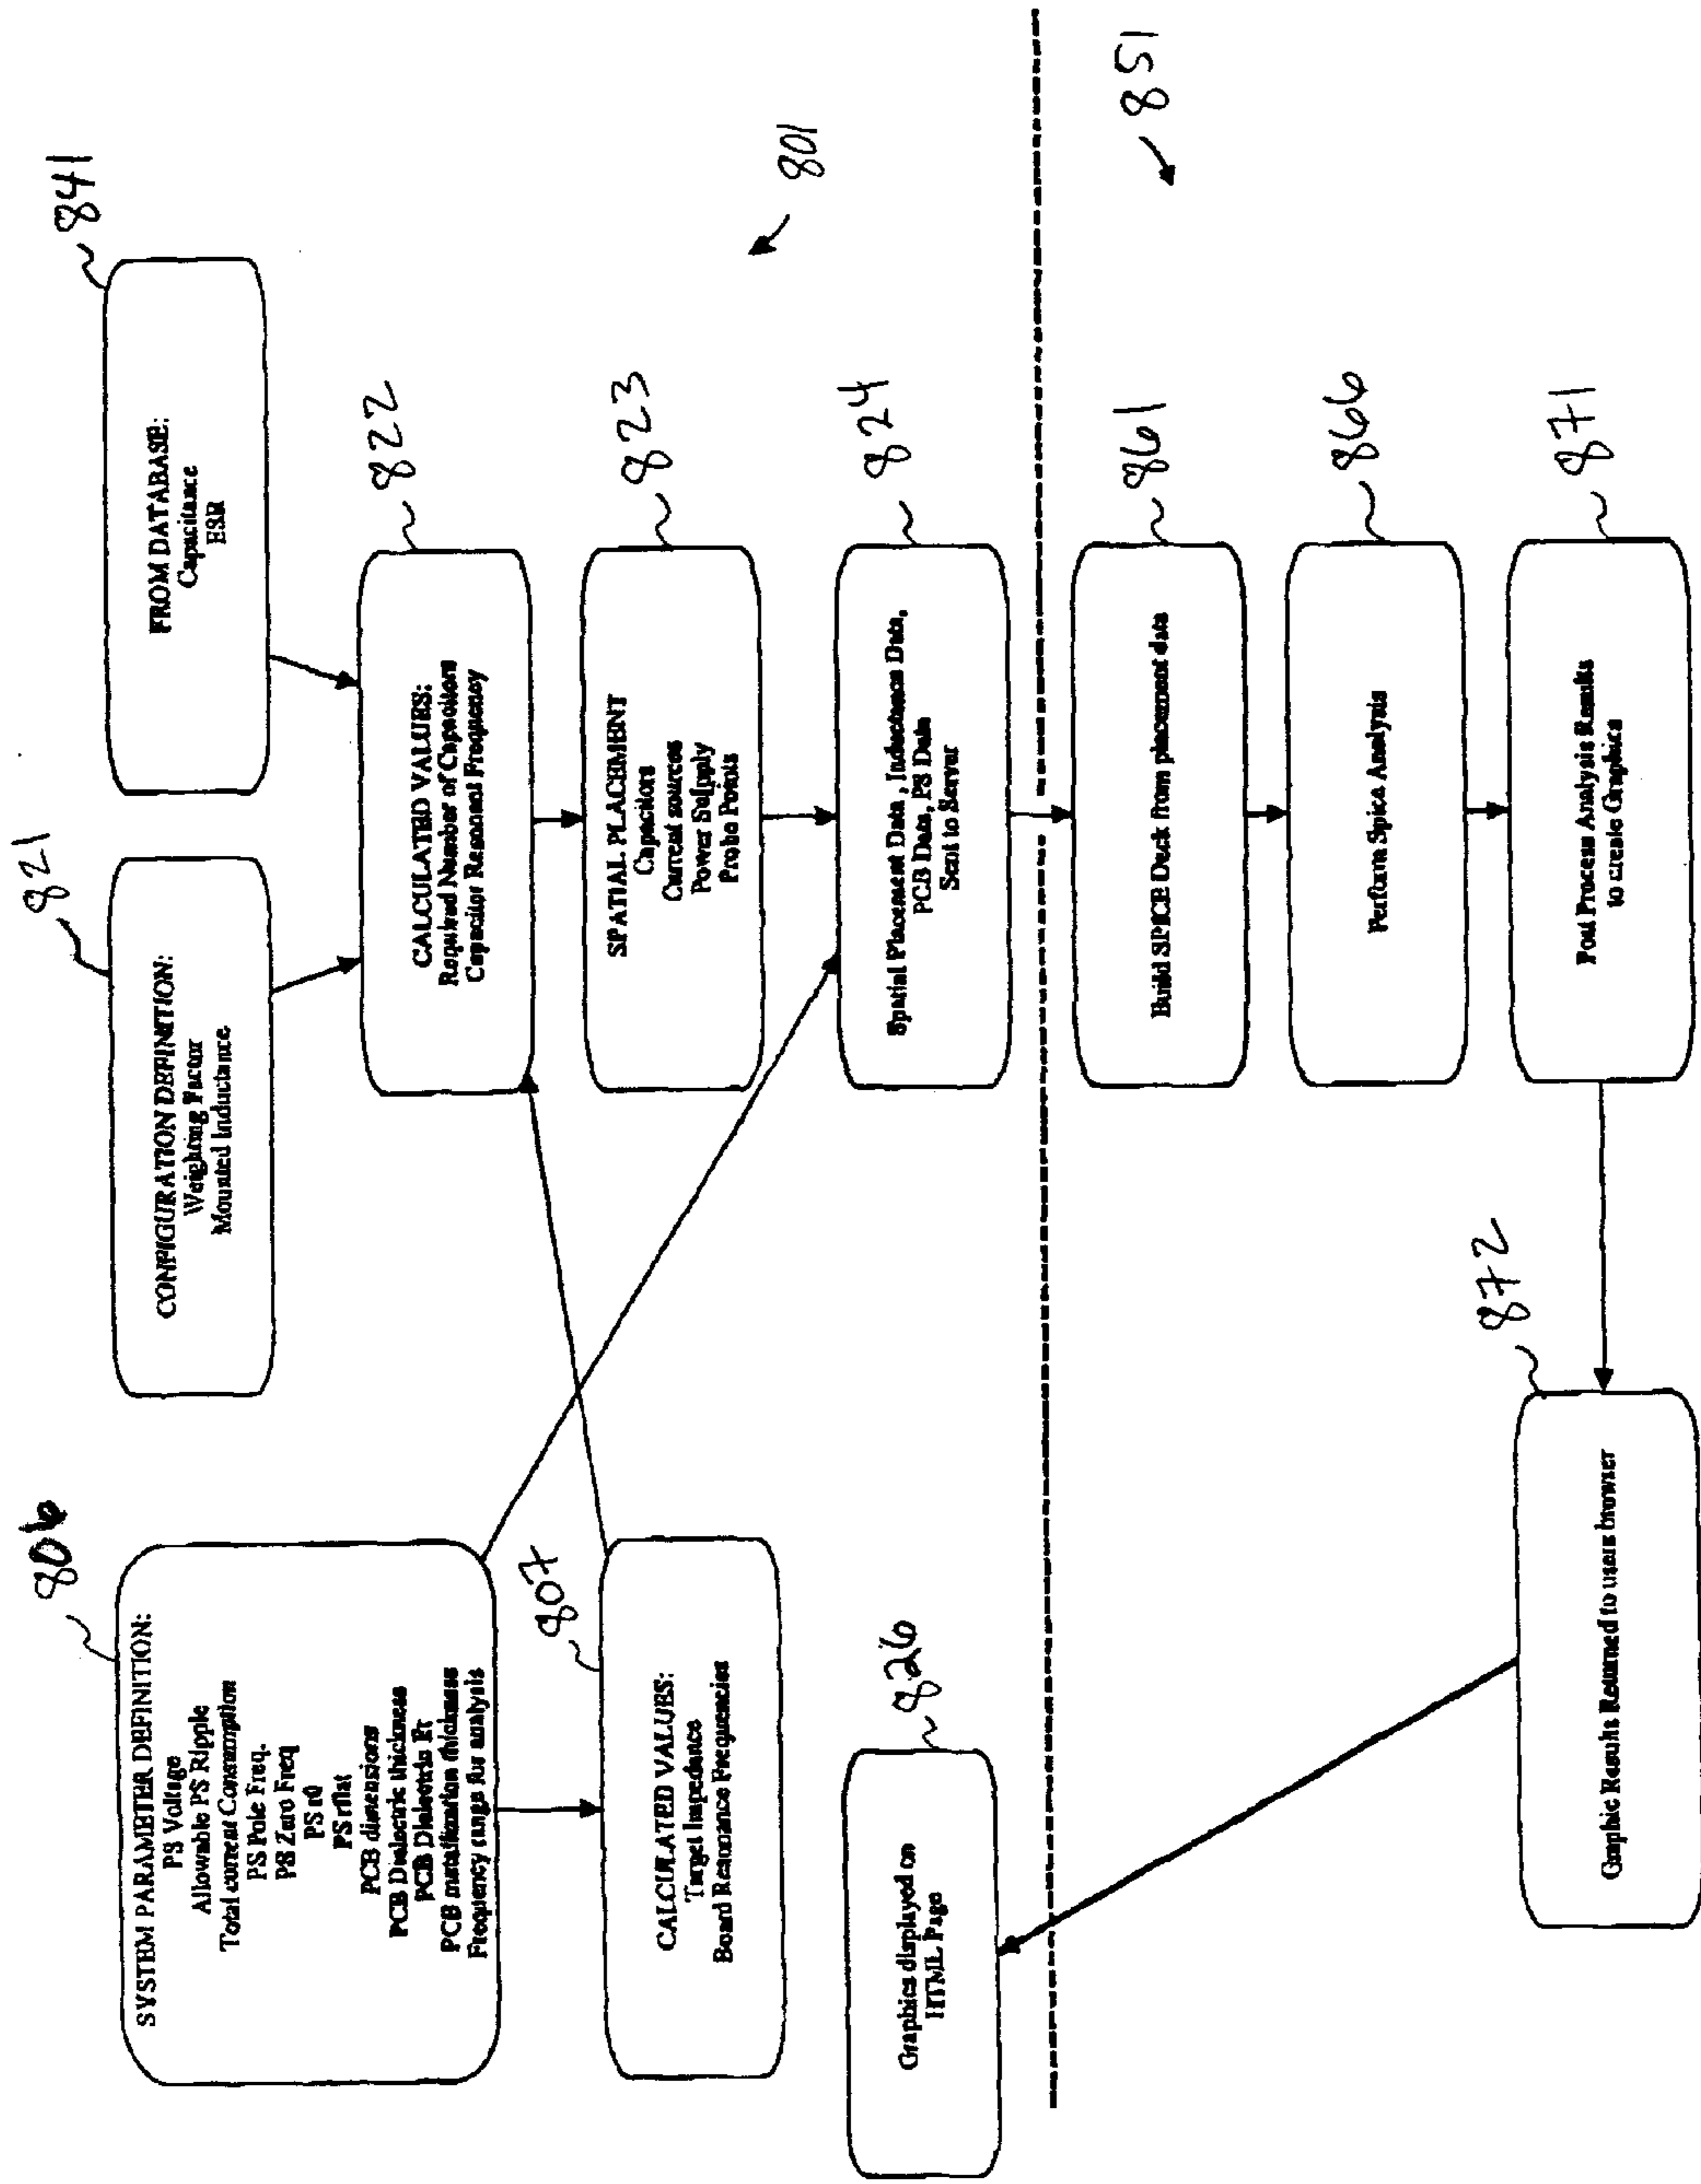 806
SYSTEM PARAMETER DEFINITION:
PS Voltage
Allowable PS Ripple
Total current Consumption
PS Pole Freq.
PS Zero Freq
PS r0
PS rflat
PCB dimensions
PCB Dielectric thickness
PCB Dielectric Er
PCB metallization thickness
Frequency range for analysis
821
CONFIGURATION DEFINITION:
Weighting Factor
Mounted Inductance
841
FROM DATABASE:
Capacitance
ESR
807
CALCULATED VALUES:
Target Impedance
Board Resonance Frequencies
822
CALCULATED VALUES:
Required Number of Capacitors
Capacitor Resonant Frequency
823
SPATIAL PLACEMENT
Capacitors
Current sources
Power Supply
Probe Points
801
826
Graphics displayed on
HTML Page
824
Spatial Placement Data, Inductance Data,
PCB Data, PS Data
Sent to Server
851
861
Build SPICE Deck from placement data
866
Perform Spice Analysis
872
Graphic Results Returned to users browser
871
Post Process Analysis Results
to create Graphics